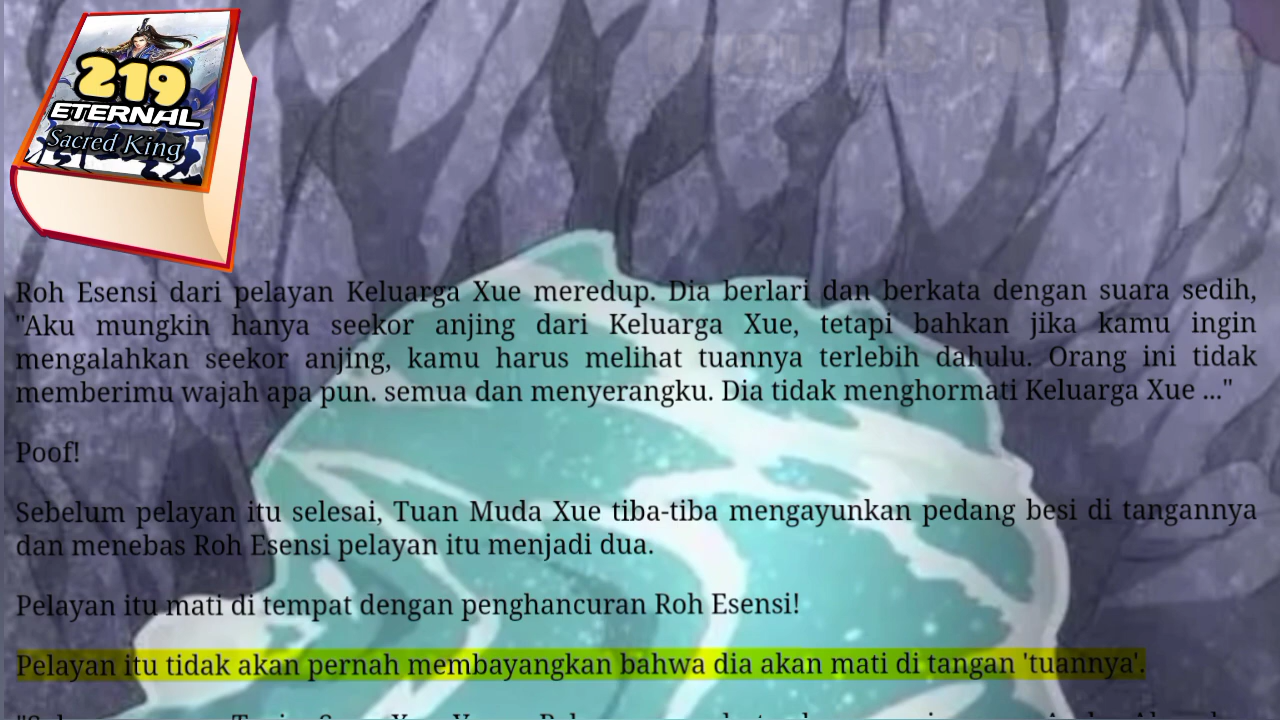 219
ETERNAL
Sacred King
Roh Esensi dari pelayan Keluarga Xue meredup. Dia berlari dan berkata dengan suara sedih,
"Aku mungkin hanya seekor anjing dari Keluarga Xue, tetapi bahkan jika kamu ingin
mengalahkan seekor anjing, kamu harus melihat tuannya terlebih dahulu. Orang ini tidak
memberimu wajah apa pun. semua dan menyerangku. Dia tidak menghormati Keluarga Xue ..."
Poof!
Sebelum pelayan itu selesai, Tuan Muda Xue tiba-tiba mengayunkan pedang besi di tangannya
dan menebas Roh Esensi pelayan itu menjadi dua.
Pelayan itu mati di tempat dengan penghancuran Roh Esensi!
Pelayan itu tidak akan pernah membayangkan bahwa dia akan mati di tangan 'tuannya'.